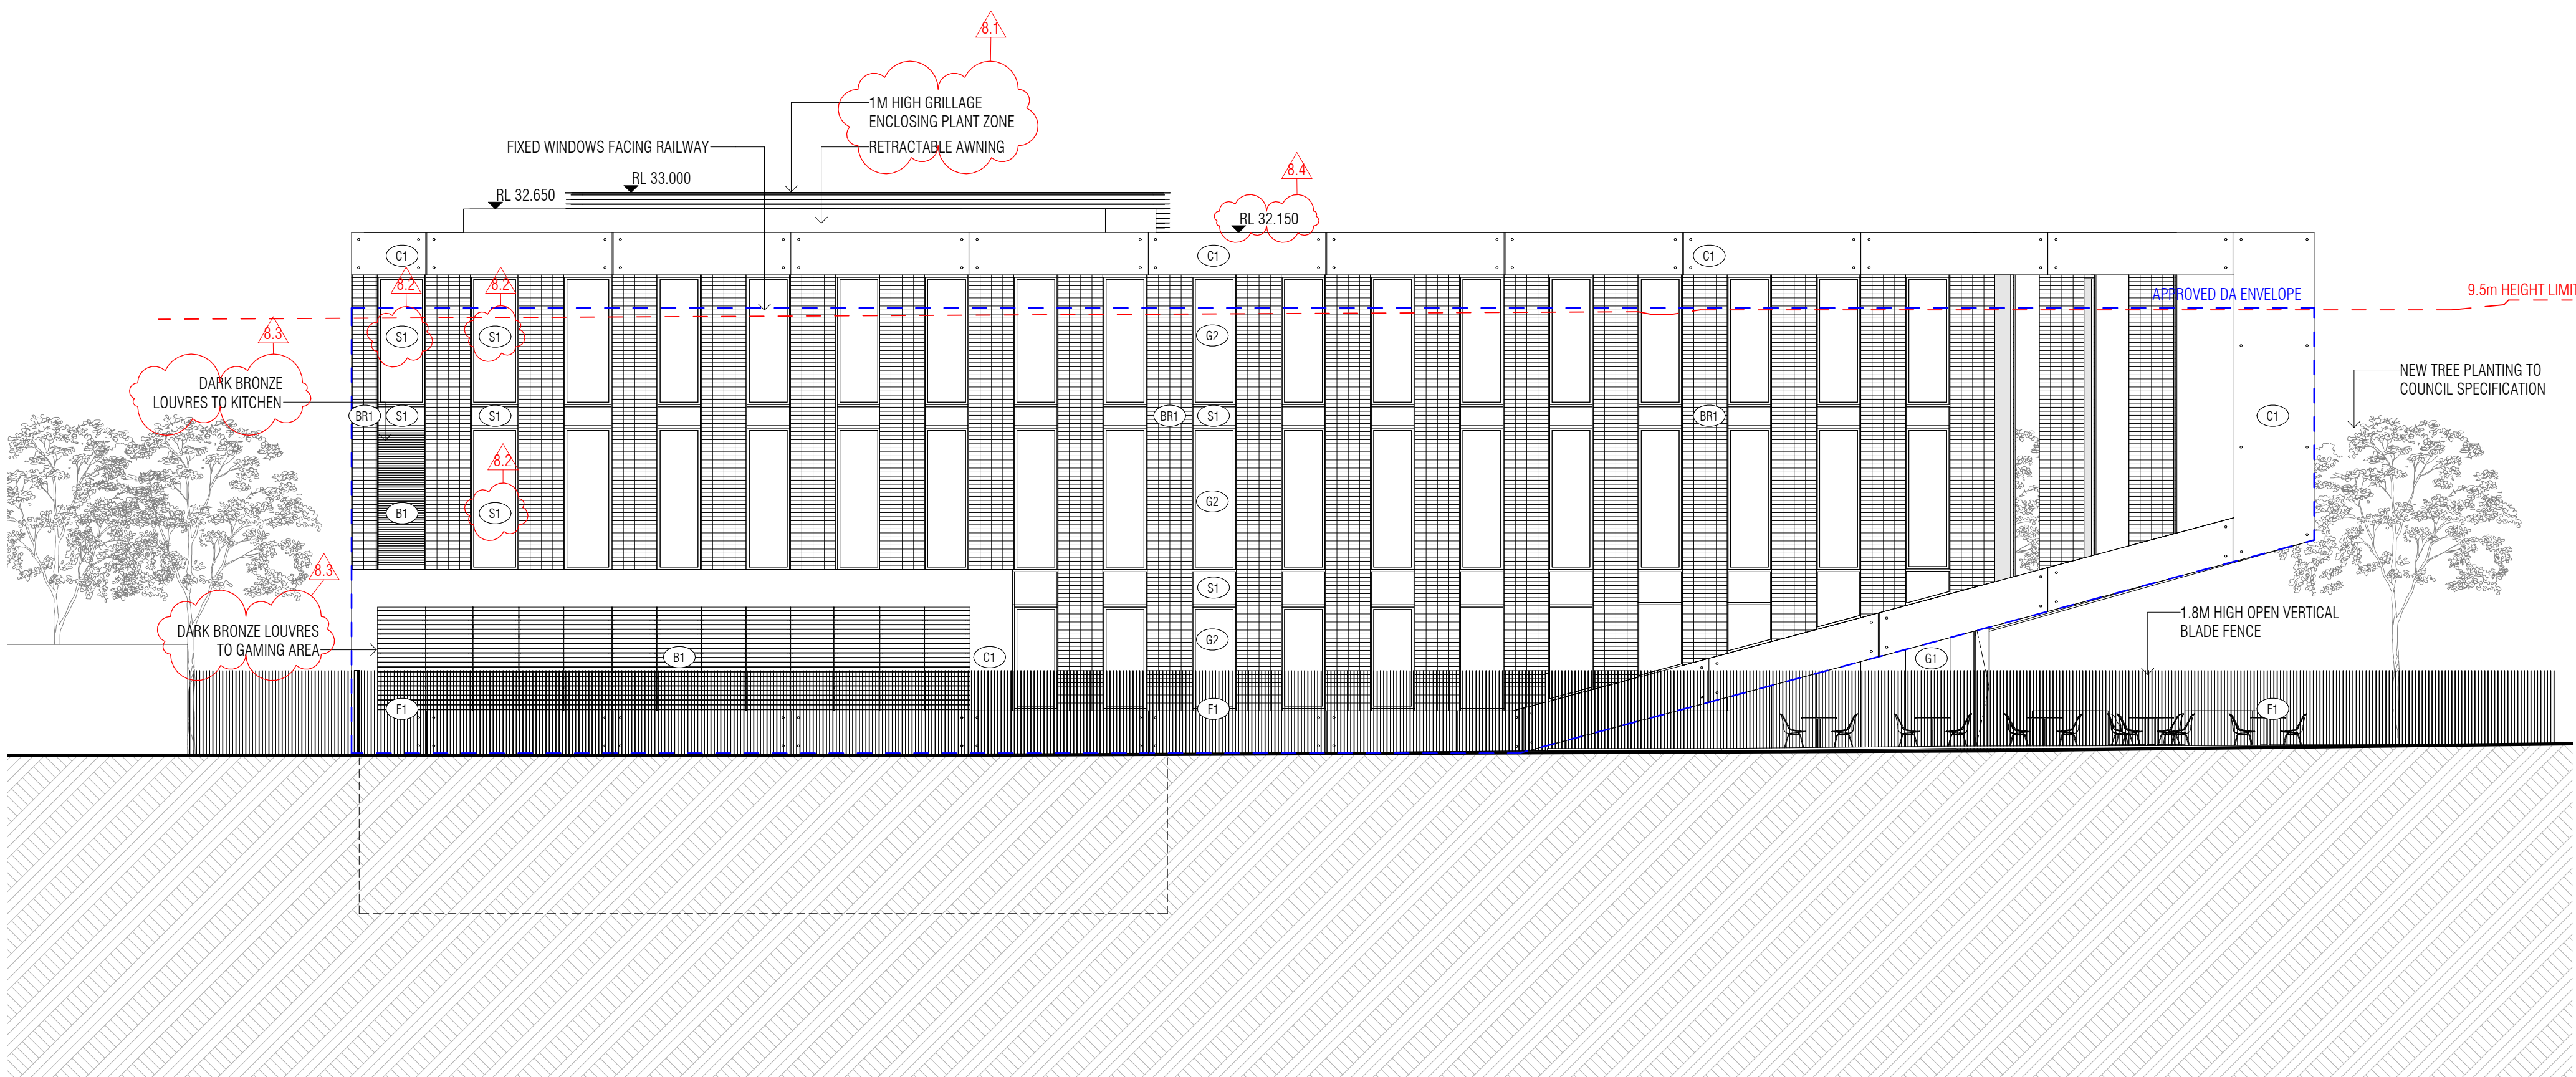 8.1
1M HIGH GRILLAGE
ENCLOSING PLANT ZONE
FIXED WINDOWS FACING RAILWAY
RETRACTABLE AWNING
8.4
RL 33.000
RL 32.650
RL 32.150
C1
C1
C1
8.2
8.2
APPROVED DA ENVELOPE
9.5m HEIGHT LIMIT
8.3
S1
S1
G2
DARK BRONZE
LOUVRES TO KITCHEN
NEW TREE PLANTING TO
COUNCIL SPECIFICATION
BR1
S1
S1
BR1
S1
BR1
C1
8.2
B1
S1
G2
8.3
S1
DARK BRONZE LOUVRES
TO GAMING AREA
1.8M HIGH OPEN VERTICAL
BLADE FENCE
G2
B1
C1
G1
F1
F1
F1